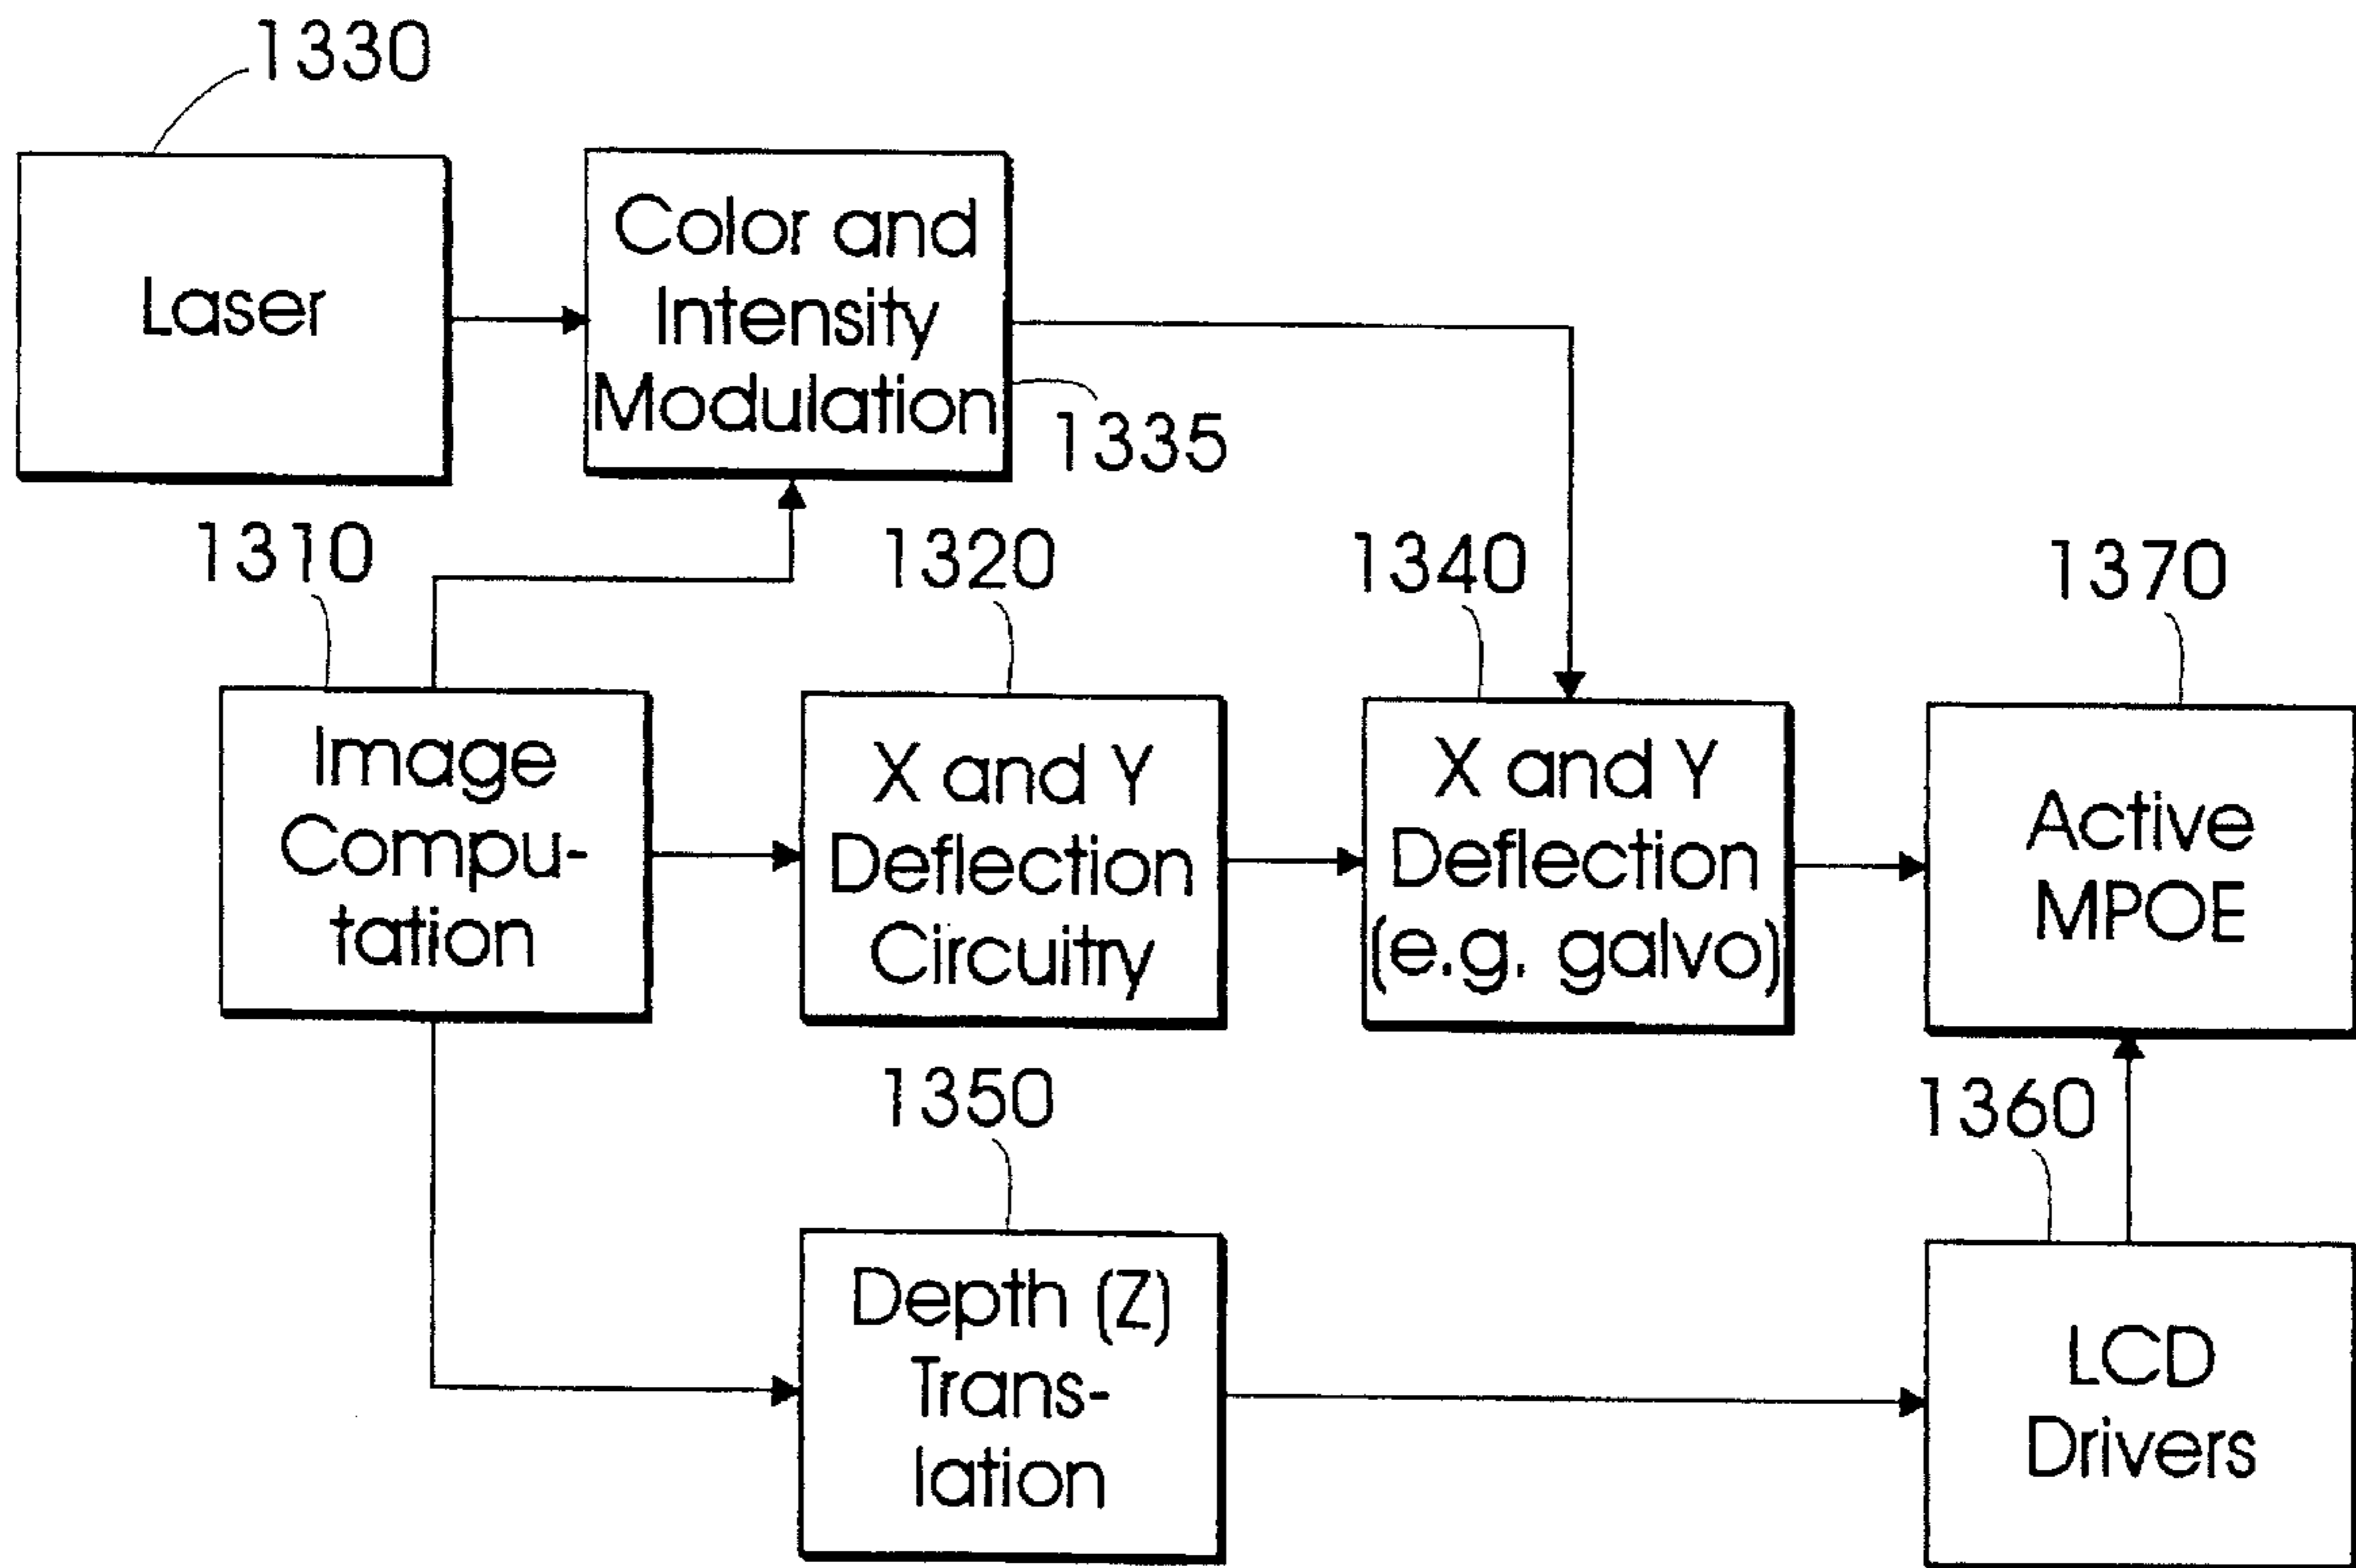 1330
Laser
Color and
Intensity
Modulation
1335
1310
Image
Compu-
tation
1320
X and Y
Deflection
Circuitry
1340
X and Y
Deflection
(e.g. galvo)
1370
Active
MPOE
1350
Depth (Z)
Trans-
lation
1360
LCD
Drivers